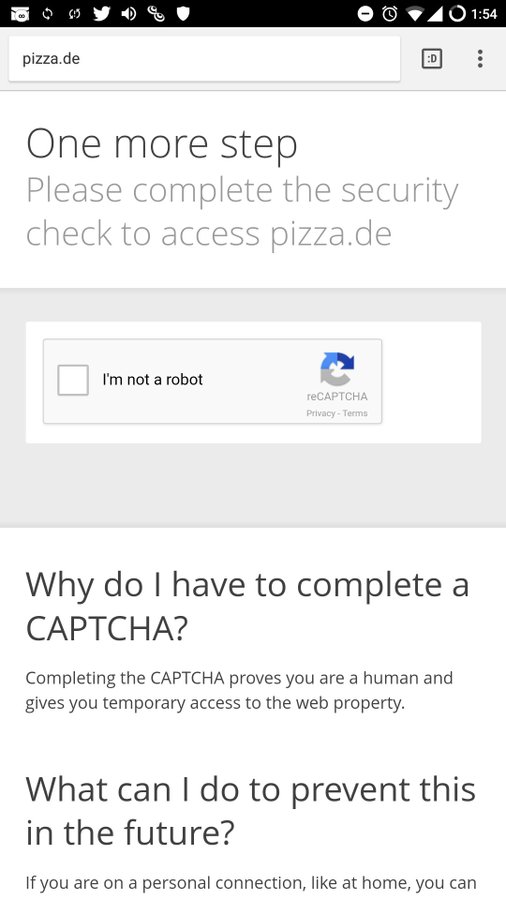 1:54
pizza.de
:D
One more step
Please complete the security
check to access pizza.de
I'm not a robot
reCAPTCHA
Privacy - Terms
Why do I have to complete a
CAPTCHA?
Completing the CAPTCHA proves you are a human and
gives you temporary access to the web property.
What can I do to prevent this
in the future?
If you are on a personal connection, like at home, you can